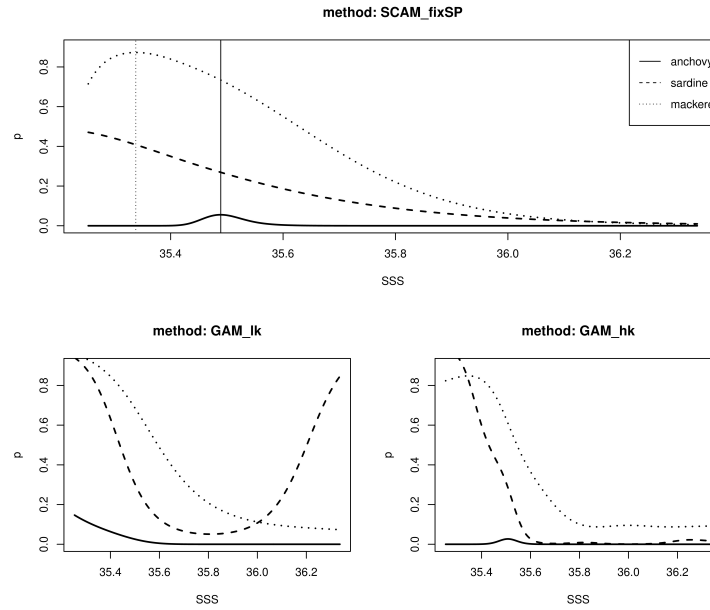 method: SCAM_fixSP
p
0.0 0.2 0.4 0.6 0.8
anchovy
sardine
mackere
35.4 35.6 35.8 36.0 36.2
SSS
method: GAM_lk
p
0.0 0.2 0.4 0.6 0.8
35.4 35.6 35.8 36.0 36.2
SSS
method: GAM_hk
p
0.0 0.2 0.4 0.6 0.8
35.4 35.6 35.8 36.0 36.2
SSS